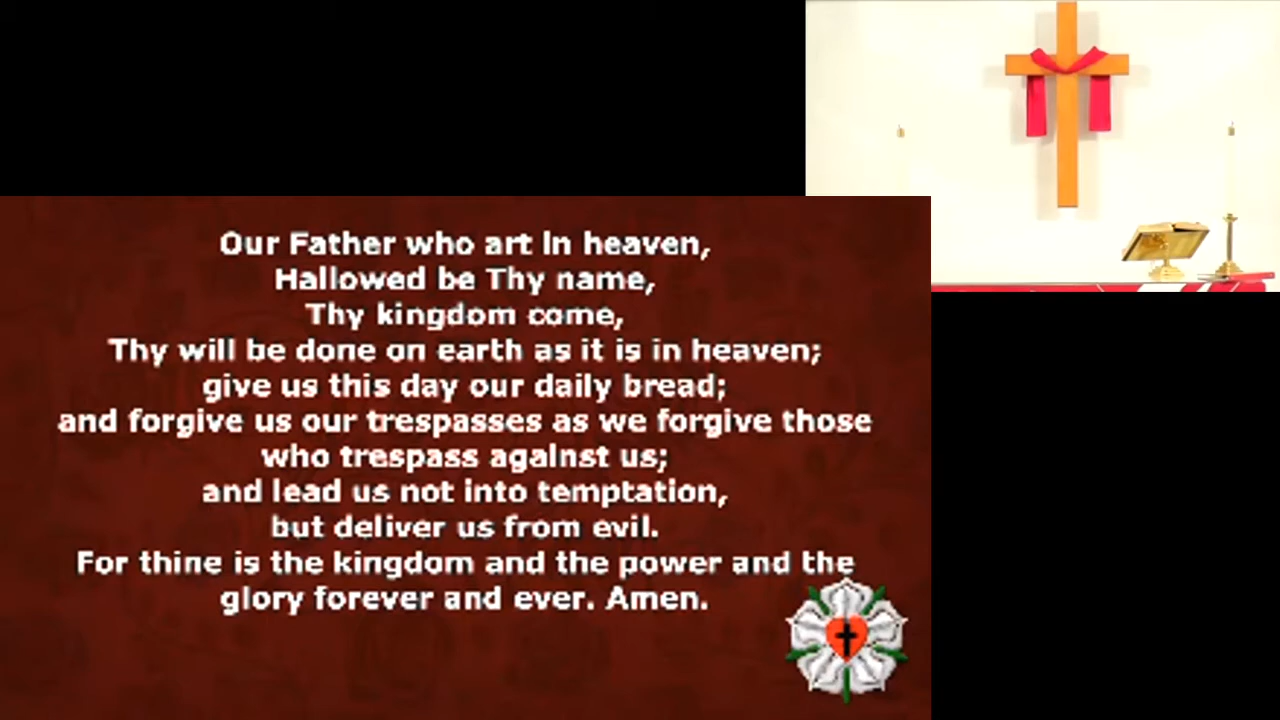 Our Father who art in heaven,
Hallowed be Thy name,
Thy kingdom come,
Thy will be done on earth as it is in heaven;
give us this day our daily bread;
and forgive us our trespasses as we forgive those
who trespass against us;
and lead us not into temptation,
but deliver us from evil.
For thine is the kingdom and the power and the
glory forever and ever. Amen.